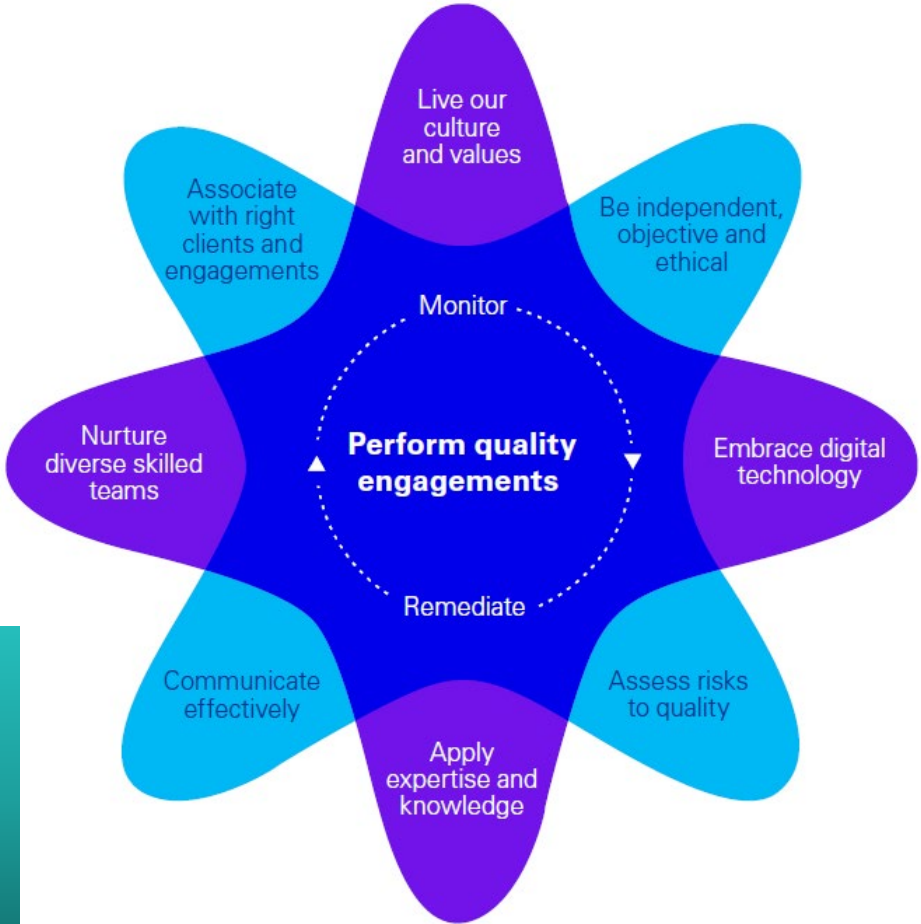 Live our
culture
and values
Associate
with right
clients and
engagements
Be independent,
objective and
ethical
Monitor
Nurture
diverse skilled
teams
Perform quality
engagements
Embrace digital
technology
Remediate
Communicate
effectively
Assess risks
to quality
Apply
expertise and
knowledge